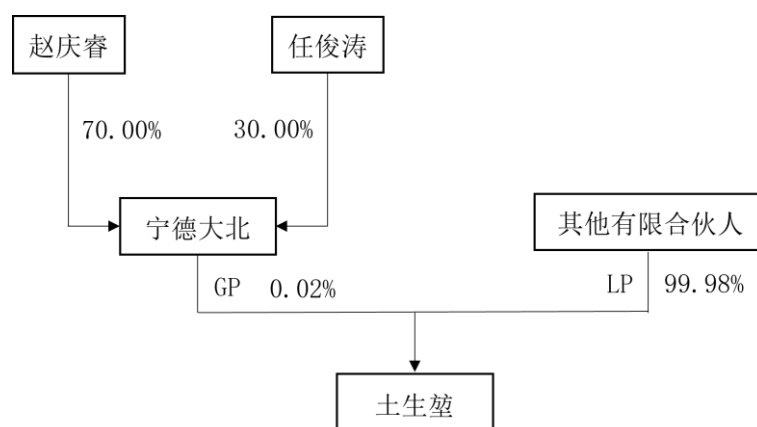 赵庆睿
任俊涛
70.00%
30.00%
宁德大北
其他有限合伙人
GP 0.02%
LP 99.98%
土生堃